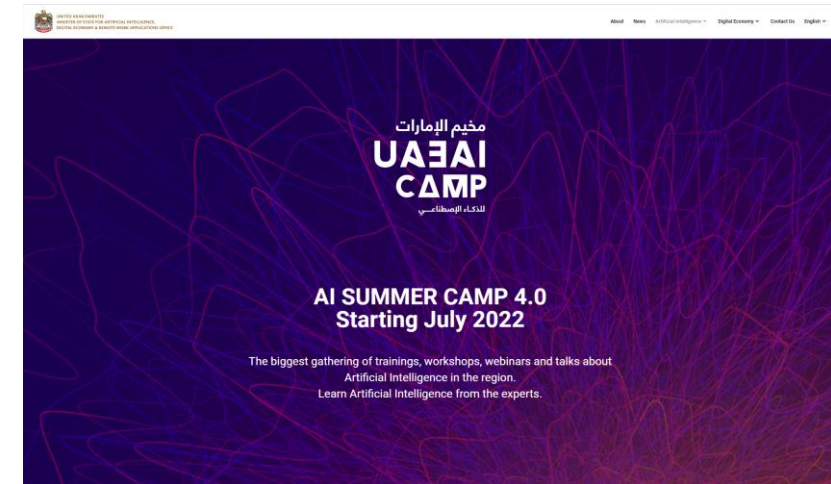 UNITED ARAB EMIRATES
MINISTER OF STATE FOR ARTIFICIAL INTELLIGENCE,
DIGITAL ECONOMY & REMOTE WORK APPLICATIONS OFFICE
About News Artificial Intelligence Digital Economy Contact Us English
مخيم الإمارات
UAEAI
CAMP
للذكاء الإصطناعي
AI SUMMER CAMP 4.0
Starting July 2022
The biggest gathering of trainings, workshops, webinars and talks about
Artificial Intelligence in the region.
Learn Artificial Intelligence from the experts.